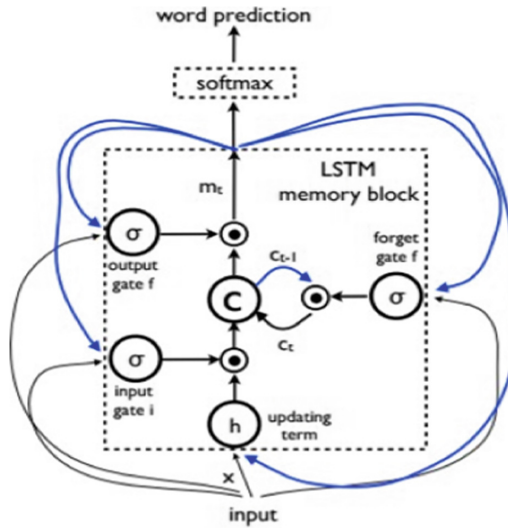 word prediction
softmax
LSTM
memory block
mt
σ
output
gate f
ct-1
forget
gate f
C
σ
σ
ct
input
gate i
h
updating
term
x
input